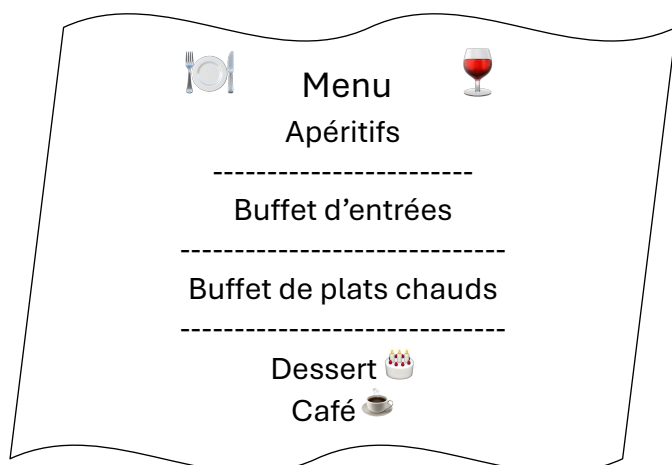 Menu
Apéritifs
------------------------
Buffet d’entrées
------------------------------
Buffet de plats chauds
------------------------------
Dessert
Café